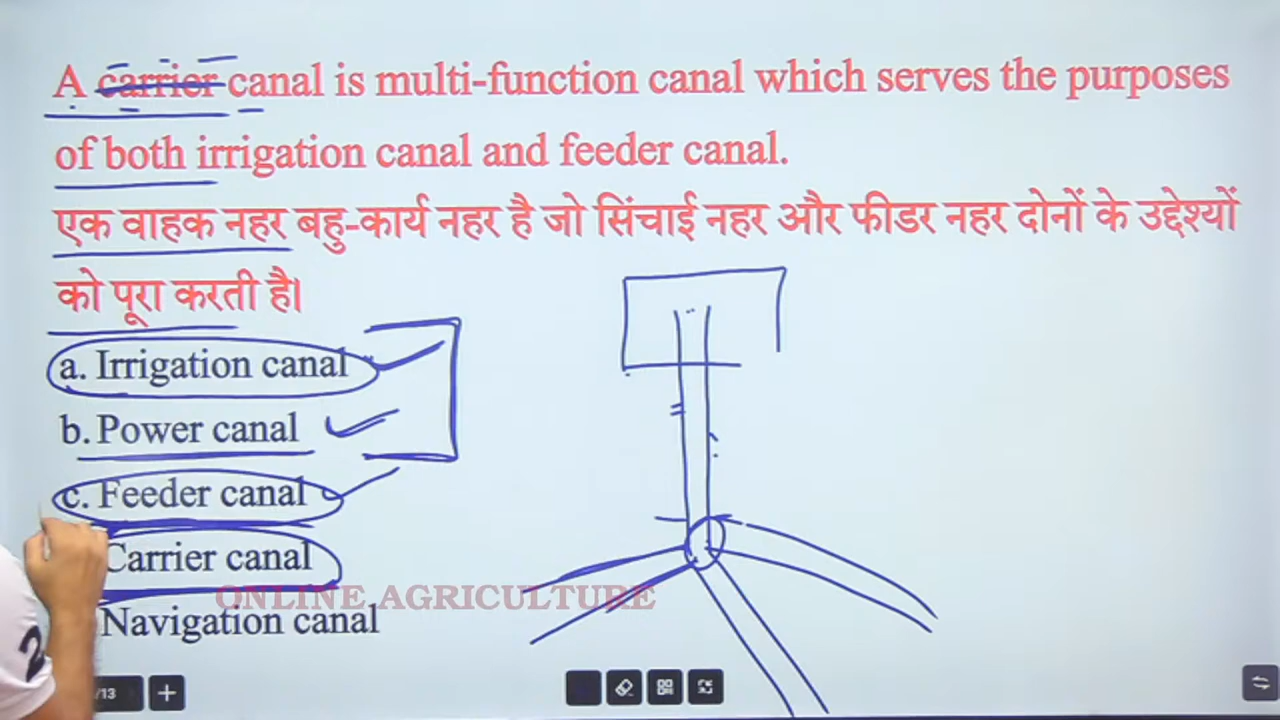 A carrier canal is multi-function canal which serves the purposes
of both irrigation canal and feeder canal.
एक वाहक नहर बहु-कार्य नहर है जो सिंचाई नहर और फीडर नहर दोनों के उद्देश्यों
को पूरा करती है।
a. Irrigation canal
b. Power canal
c. Feeder canal
Carrier canal
ONLINE AGRICULTURE
Navigation canal
2
/13